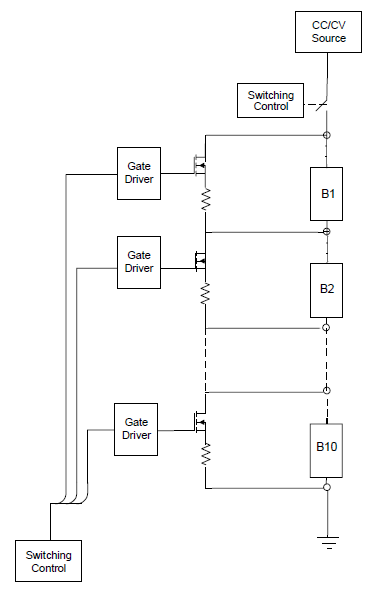 CC/CV
Source
Switching
Control
Gate
Driver
B1
Gate
Driver
B2
Gate
Driver
B10
Switching
Control